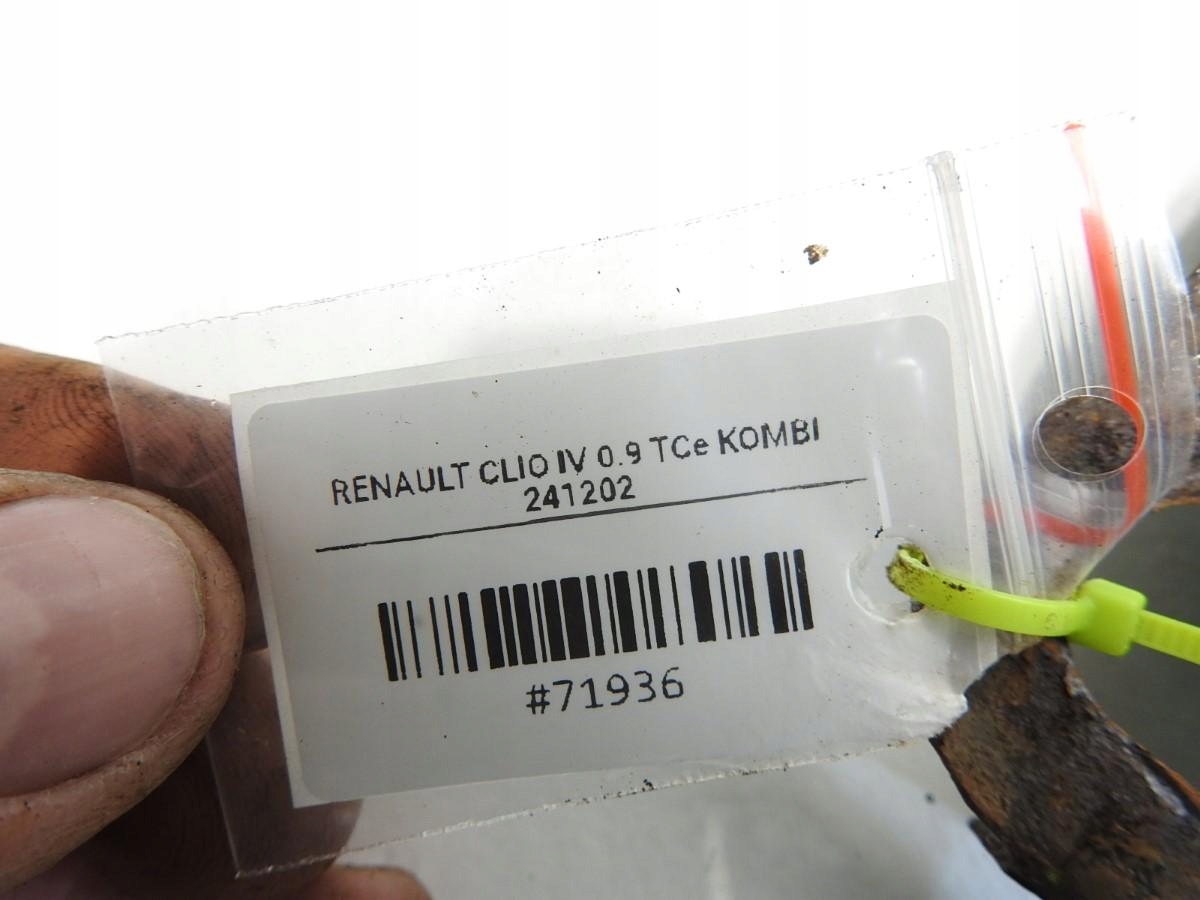 RENAULT CLIO IV 0.9 TCe KOMBI
241202
#71936